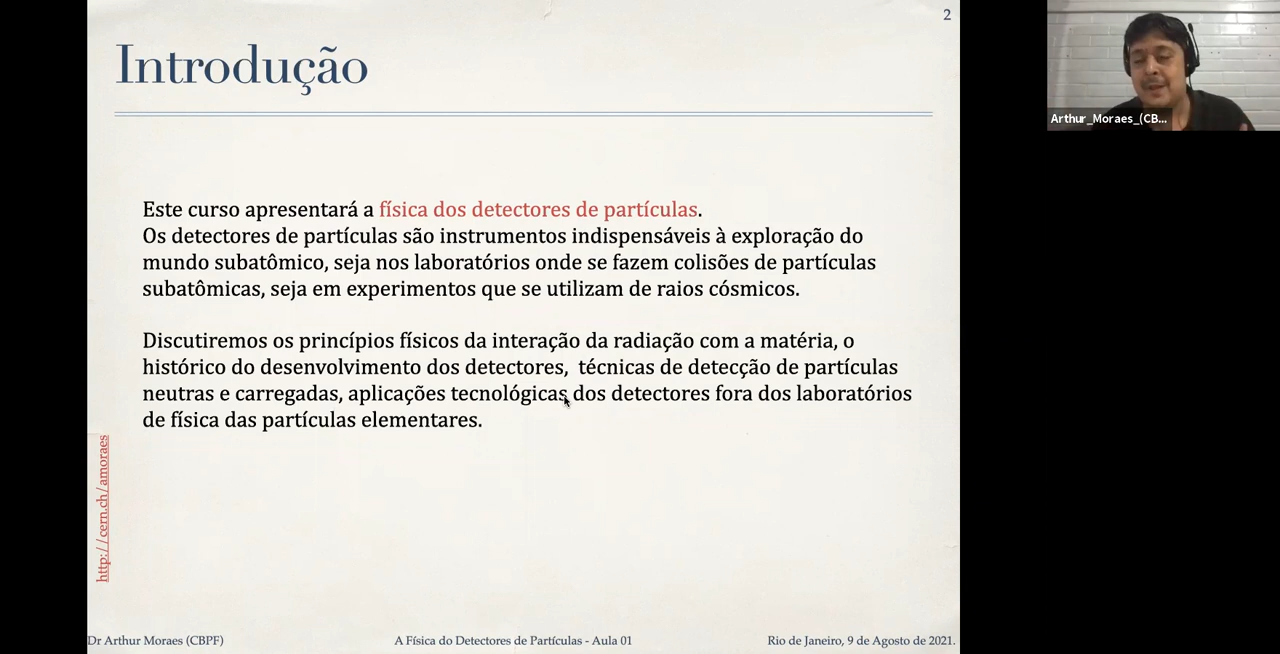 2
Introdução
Este curso apresentará a física dos detectores de partículas.
Os detectores de partículas são instrumentos indispensáveis à exploração do
mundo subatômico, seja nos laboratórios onde se fazem colisões de partículas
subatômicas, seja em experimentos que se utilizam de raios cósmicos.
Discutiremos os princípios físicos da interação da radiação com a matéria, o
histórico do desenvolvimento dos detectores, técnicas de detecção de partículas
neutras e carregadas, aplicações tecnológicas dos detectores fora dos laboratórios
de física das partículas elementares.
http://cern.ch/amoraes
Dr Arthur Moraes (CBPF)
A Física do Detectores de Partículas - Aula 01
Rio de Janeiro, 9 de Agosto de 2021.
Arthur_Moraes_(CB...